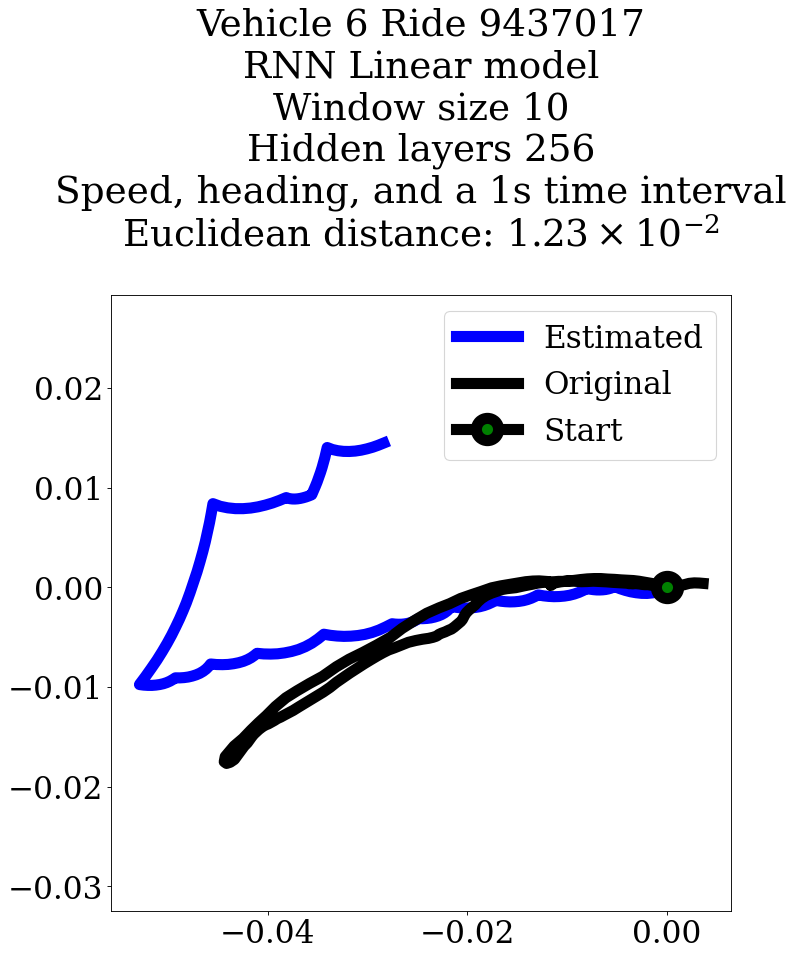 Vehicle 6 Ride 9437017
RNN Linear model
Window size 10
Hidden layers 256
Speed, heading, and a 1s time interval
Euclidean distance: 1.23 × 10⁻²
Estimated
Original
Start
0.02
0.01
0.00
−0.01
−0.02
−0.03
−0.04
−0.02
0.00